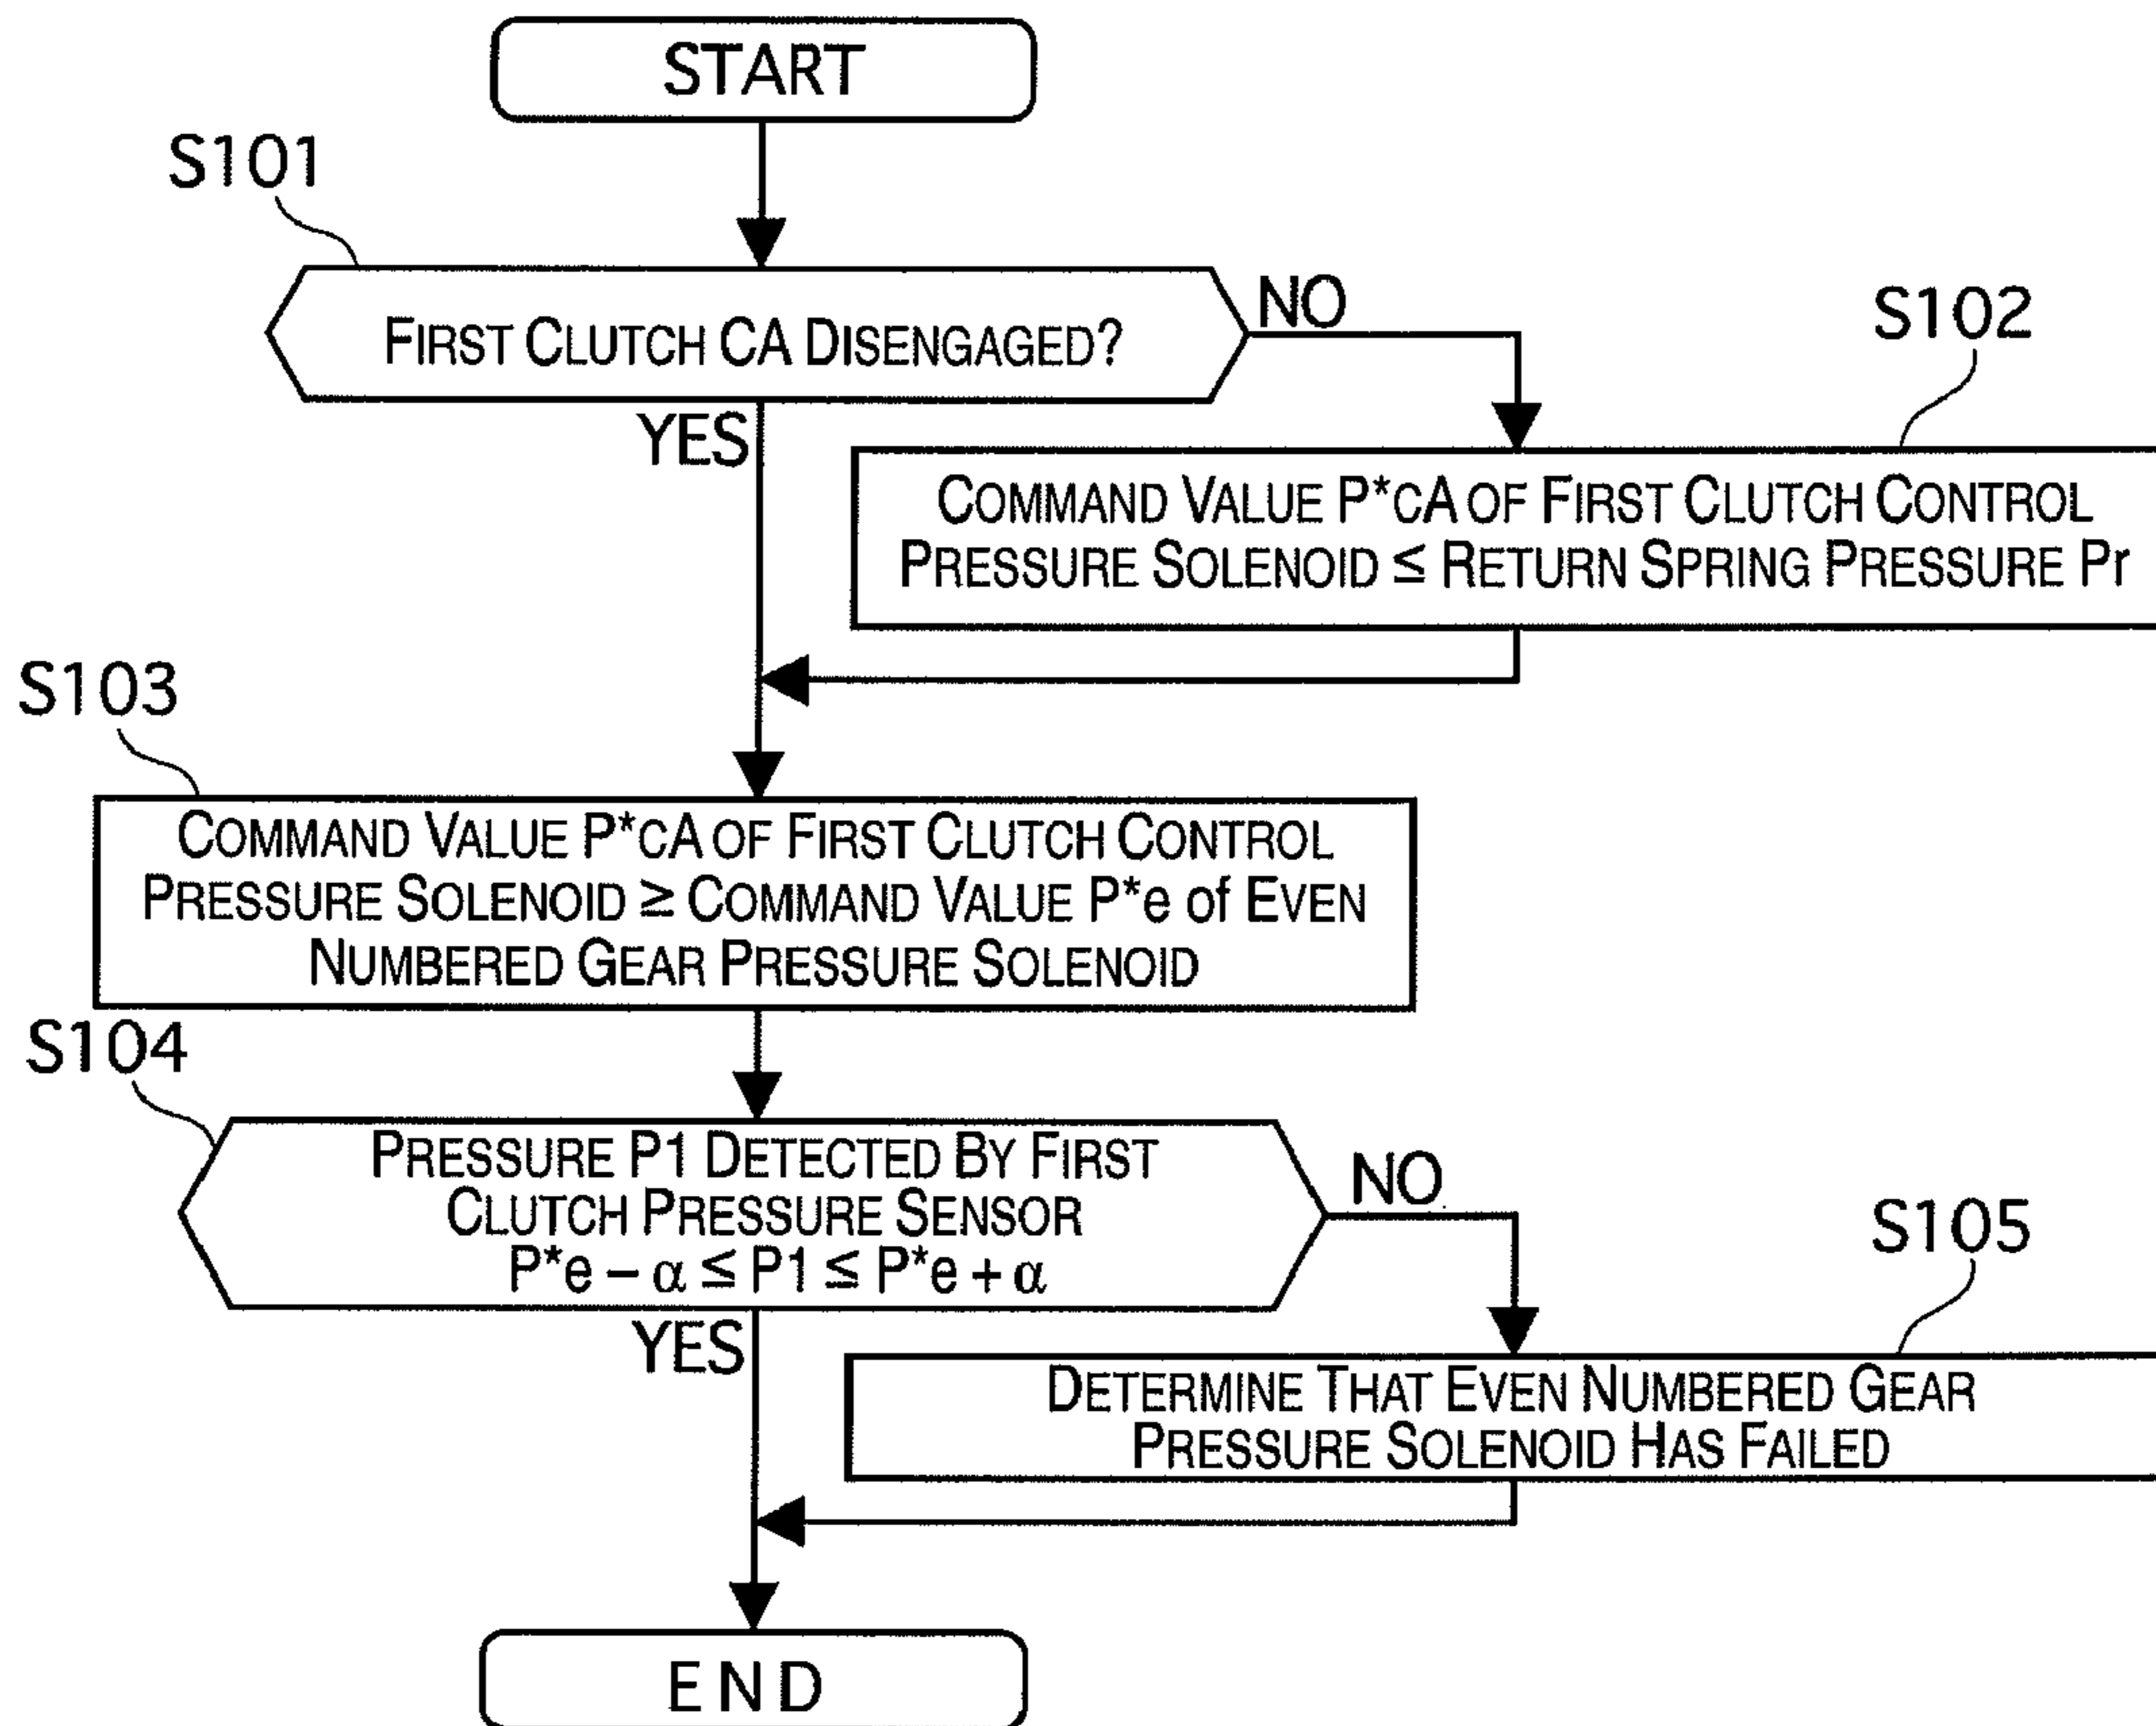 START
S101
FIRST CLUTCH CA DISENGAGED?
NO
S102
YES
COMMAND VALUE P*CA OF FIRST CLUTCH CONTROL
PRESSURE SOLENOID ≤ RETURN SPRING PRESSURE Pr
S103
COMMAND VALUE P*CA OF FIRST CLUTCH CONTROL
PRESSURE SOLENOID ≥ COMMAND VALUE P*e of EVEN
NUMBERED GEAR PRESSURE SOLENOID
S104
PRESSURE P1 DETECTED BY FIRST
CLUTCH PRESSURE SENSOR
P*e – α ≤ P1 ≤ P*e + α
NO
S105
YES
DETERMINE THAT EVEN NUMBERED GEAR
PRESSURE SOLENOID HAS FAILED
END